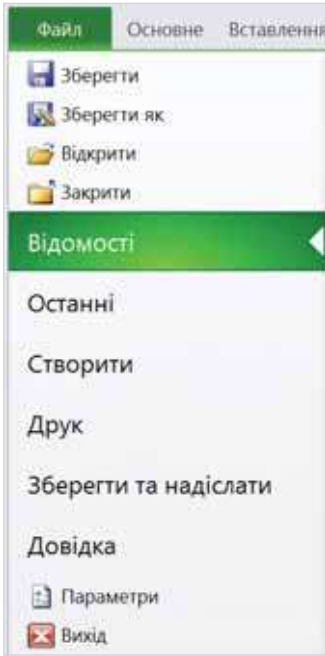 Файл Основне Вставлення
Зберегти
Зберегти як
Відкрити
Закрити
Відомості
Останні
Створити
Друк
Зберегти та надіслати
Довідка
Параметри
Вихід